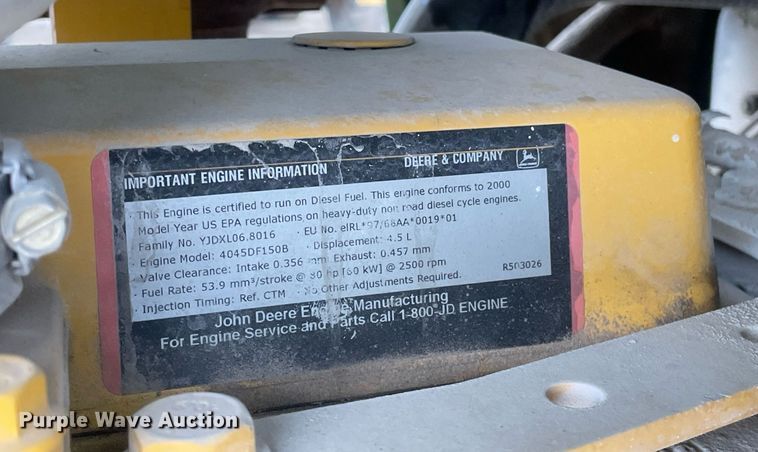 IMPORTANT ENGINE INFORMATION DEERE & COMPANY
· This Engine is certified to run on Diesel Fuel. This engine conforms to 2000
Model Year US EPA regulations on heavy-duty non road diesel cycle engines.
· Family No. YJDXL06.8016 · EU No. eIRL*97/68AA*0019*01
· Engine Model: 4045DF150B · Displacement: 4.5 L
· Valve Clearance: Intake 0.356 mm Exhaust: 0.457 mm
· Fuel Rate: 53.9 mm³/stroke @ 80 hp [60 kW] @ 2500 rpm R503026
· Injection Timing: Ref. CTM · No Other Adjustments Required.
John Deere Engine Manufacturing
For Engine Service and Parts Call 1-800-JD ENGINE
Purple Wave Auction